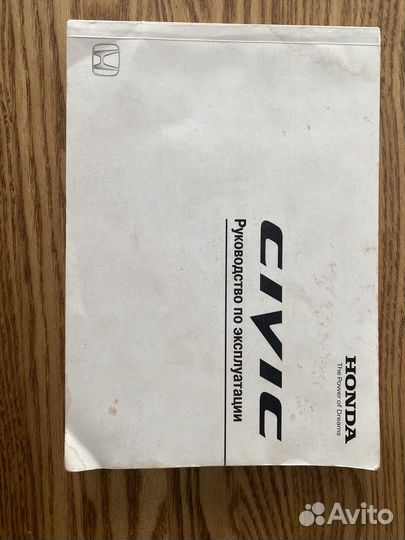 HONDA
The Power of Dreams
CIVIC
Руководство по эксплуатации
Avito